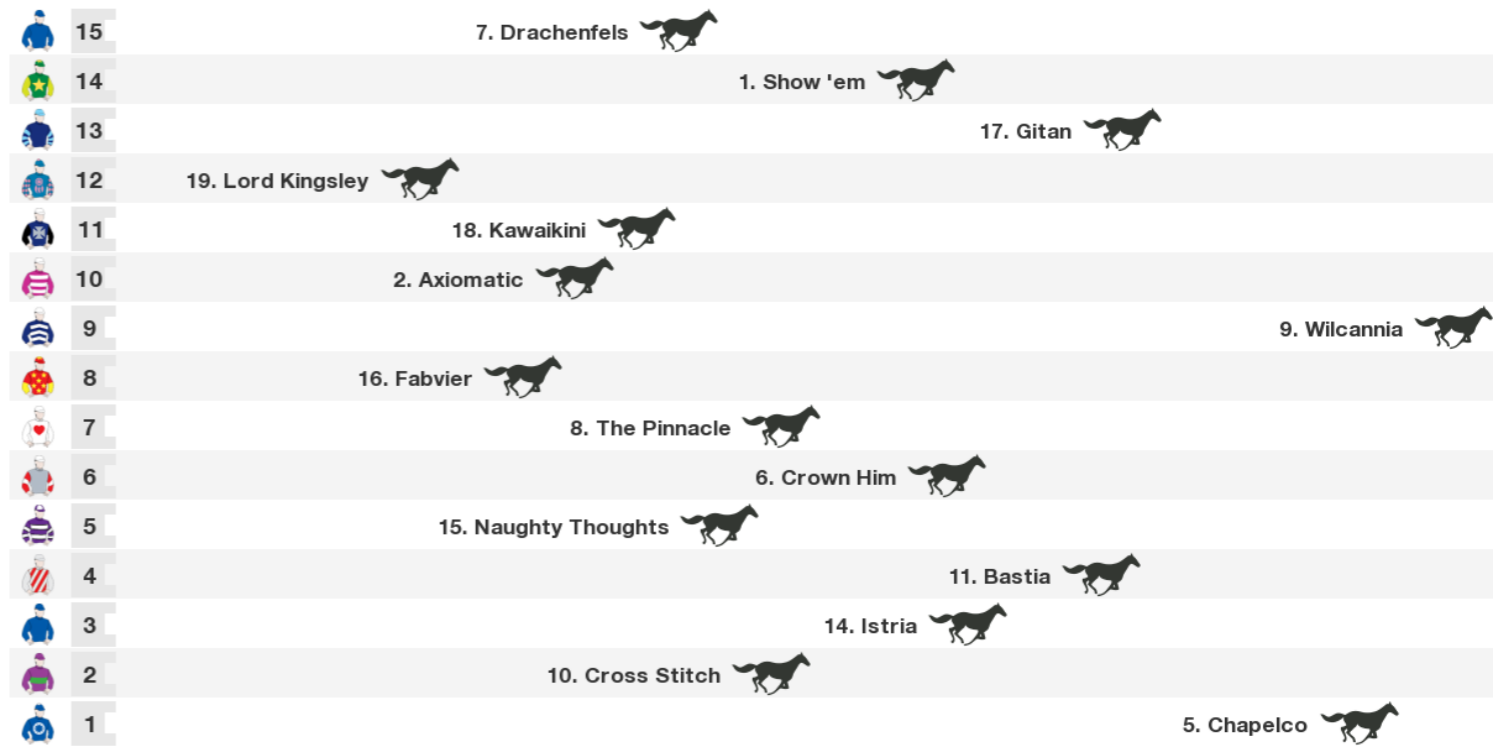 15 7. Drachenfels
14 1. Show 'em
13 17. Gitan
12 19. Lord Kingsley
11 18. Kawaikini
10 2. Axiomatic
9 9. Wilcannia
8 16. Fabvier
7 8. The Pinnacle
6 6. Crown Him
5 15. Naughty Thoughts
4 11. Bastia
3 14. Istria
2 10. Cross Stitch
1 5. Chapelco